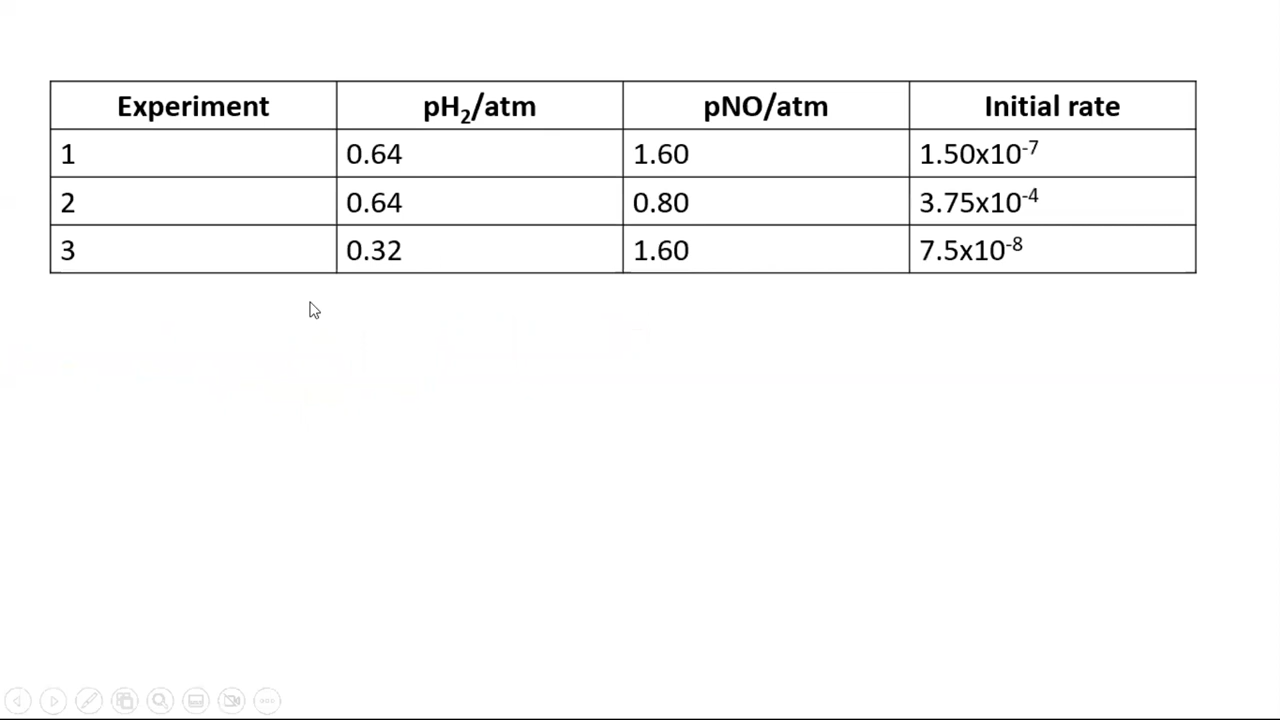 Experiment pH₂/atm pNO/atm Initial rate
1 0.64 1.60 1.50x10⁻⁷
2 0.64 0.80 3.75x10⁻⁴
3 0.32 1.60 7.5x10⁻⁸